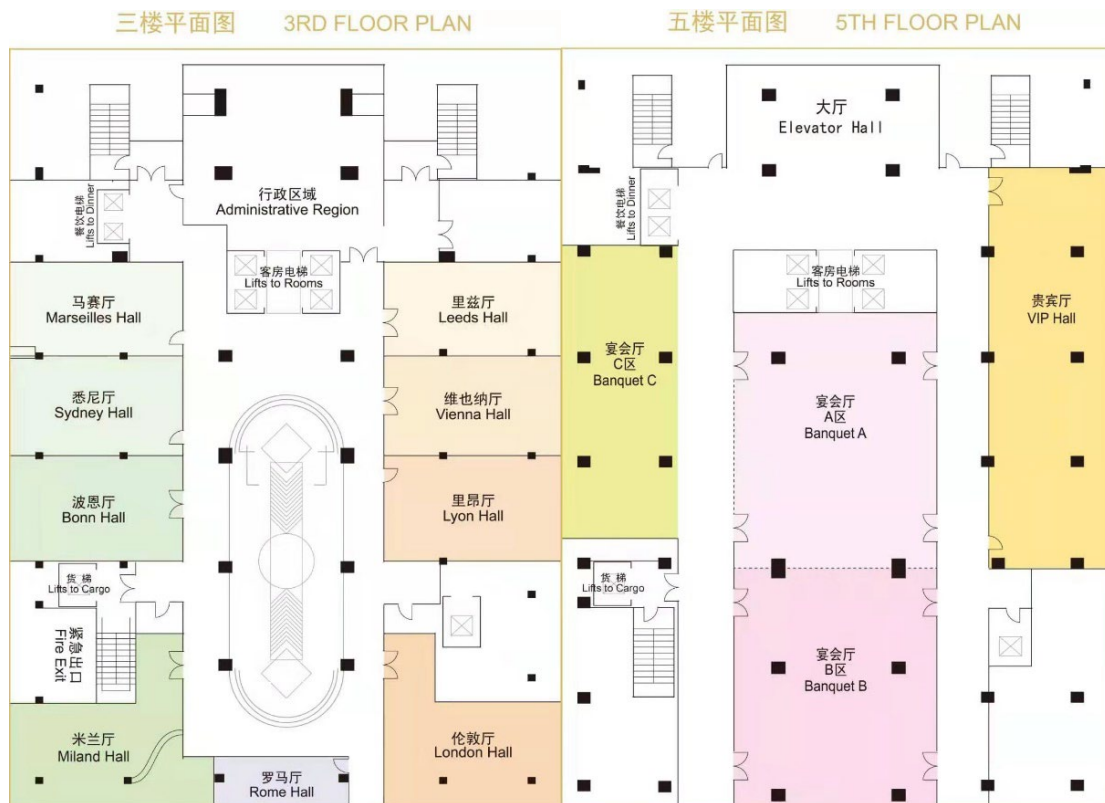 三楼平面图 3RD FLOOR PLAN
行政区域
Administrative Region
餐饮电梯
Lifts to Dinner
客房电梯
Lifts to Rooms
马赛厅
Marseilles Hall
里兹厅
Leeds Hall
悉尼厅
Sydney Hall
维也纳厅
Vienna Hall
波恩厅
Bonn Hall
里昂厅
Lyon Hall
货 梯
Lifts to Cargo
紧急出口
Fire Exit
米兰厅
Miland Hall
伦敦厅
London Hall
罗马厅
Rome Hall
五楼平面图 5TH FLOOR PLAN
大厅
Elevator Hall
餐饮电梯
Lifts to Dinner
客房电梯
Lifts to Rooms
贵宾厅
VIP Hall
宴会厅
C区
Banquet C
宴会厅
A区
Banquet A
货 梯
Lifts to Cargo
宴会厅
B区
Banquet B